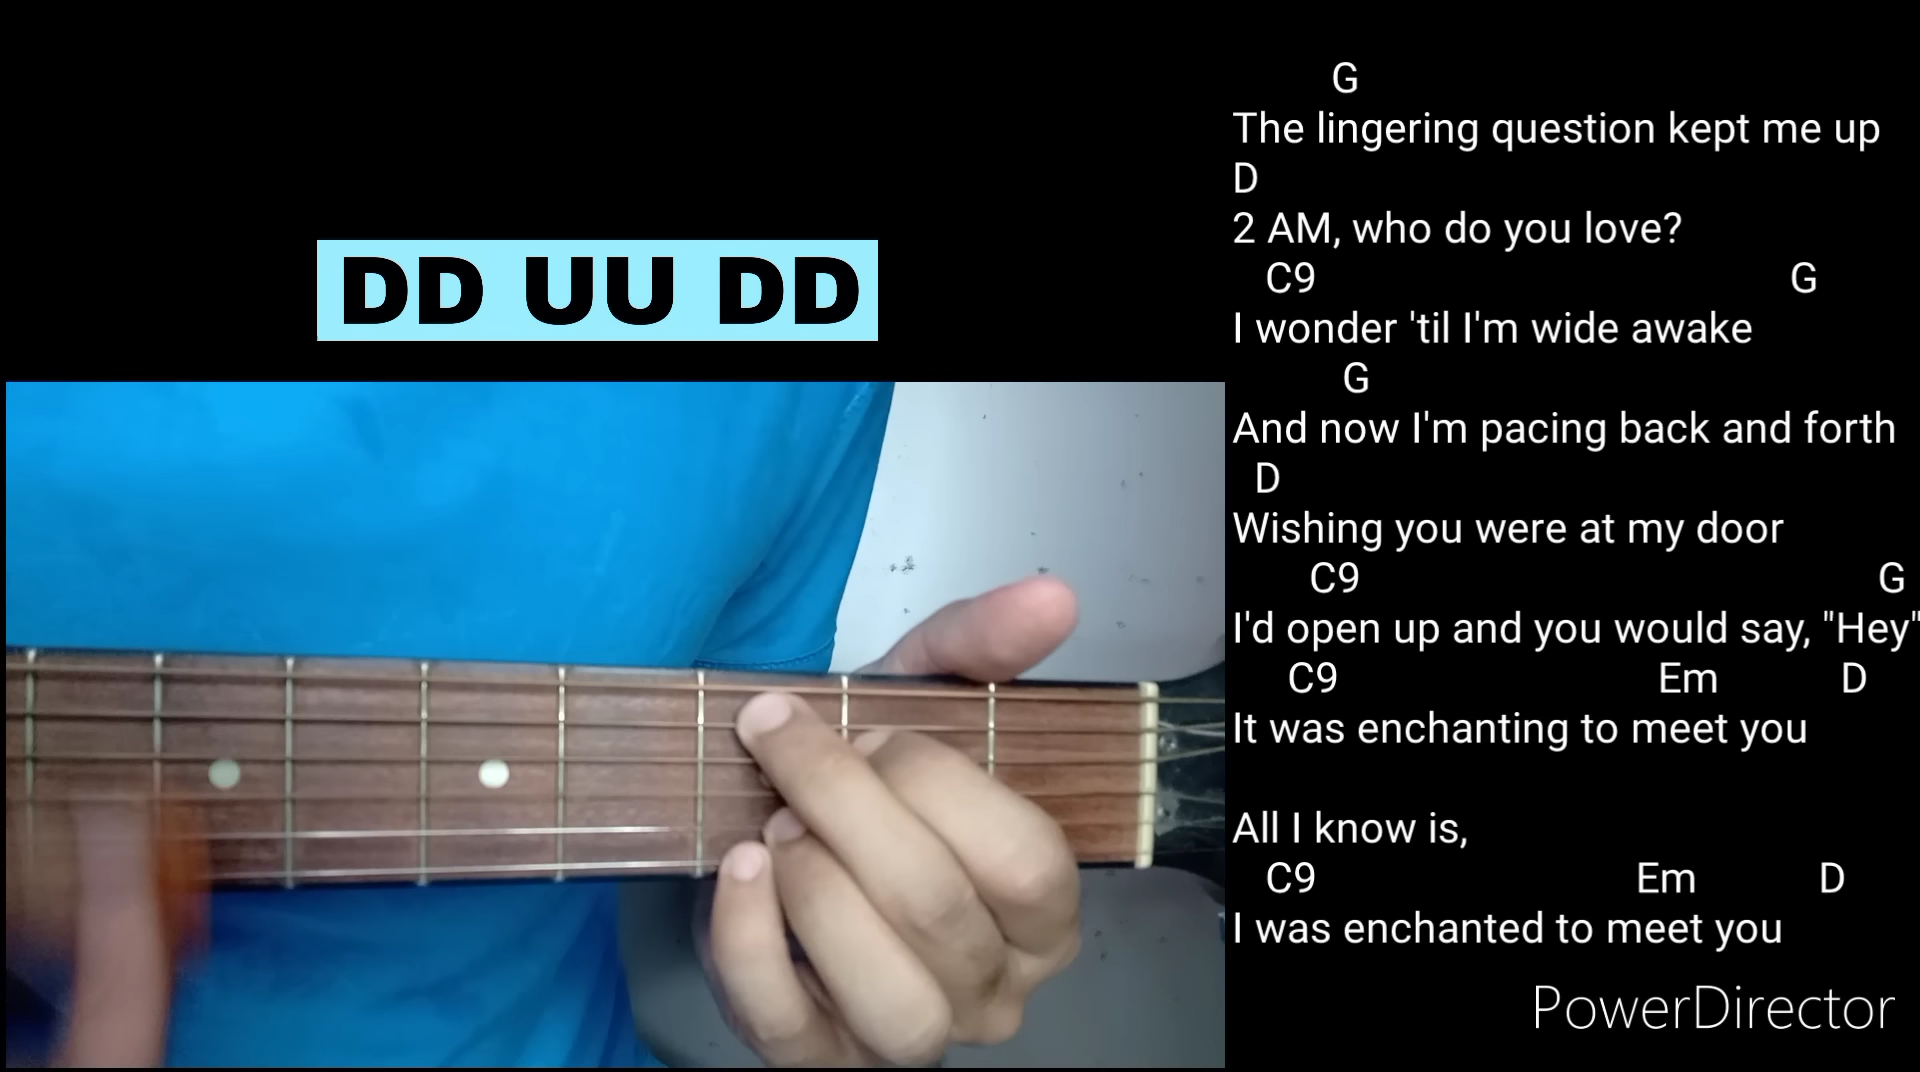 DD UU DD
G
The lingering question kept me up
D
2 AM, who do you love?
C9 G
I wonder 'til I'm wide awake
G
And now I'm pacing back and forth
D
Wishing you were at my door
C9 G
I'd open up and you would say, "Hey"
C9 Em D
It was enchanting to meet you
All I know is,
C9 Em D
I was enchanted to meet you
PowerDirector